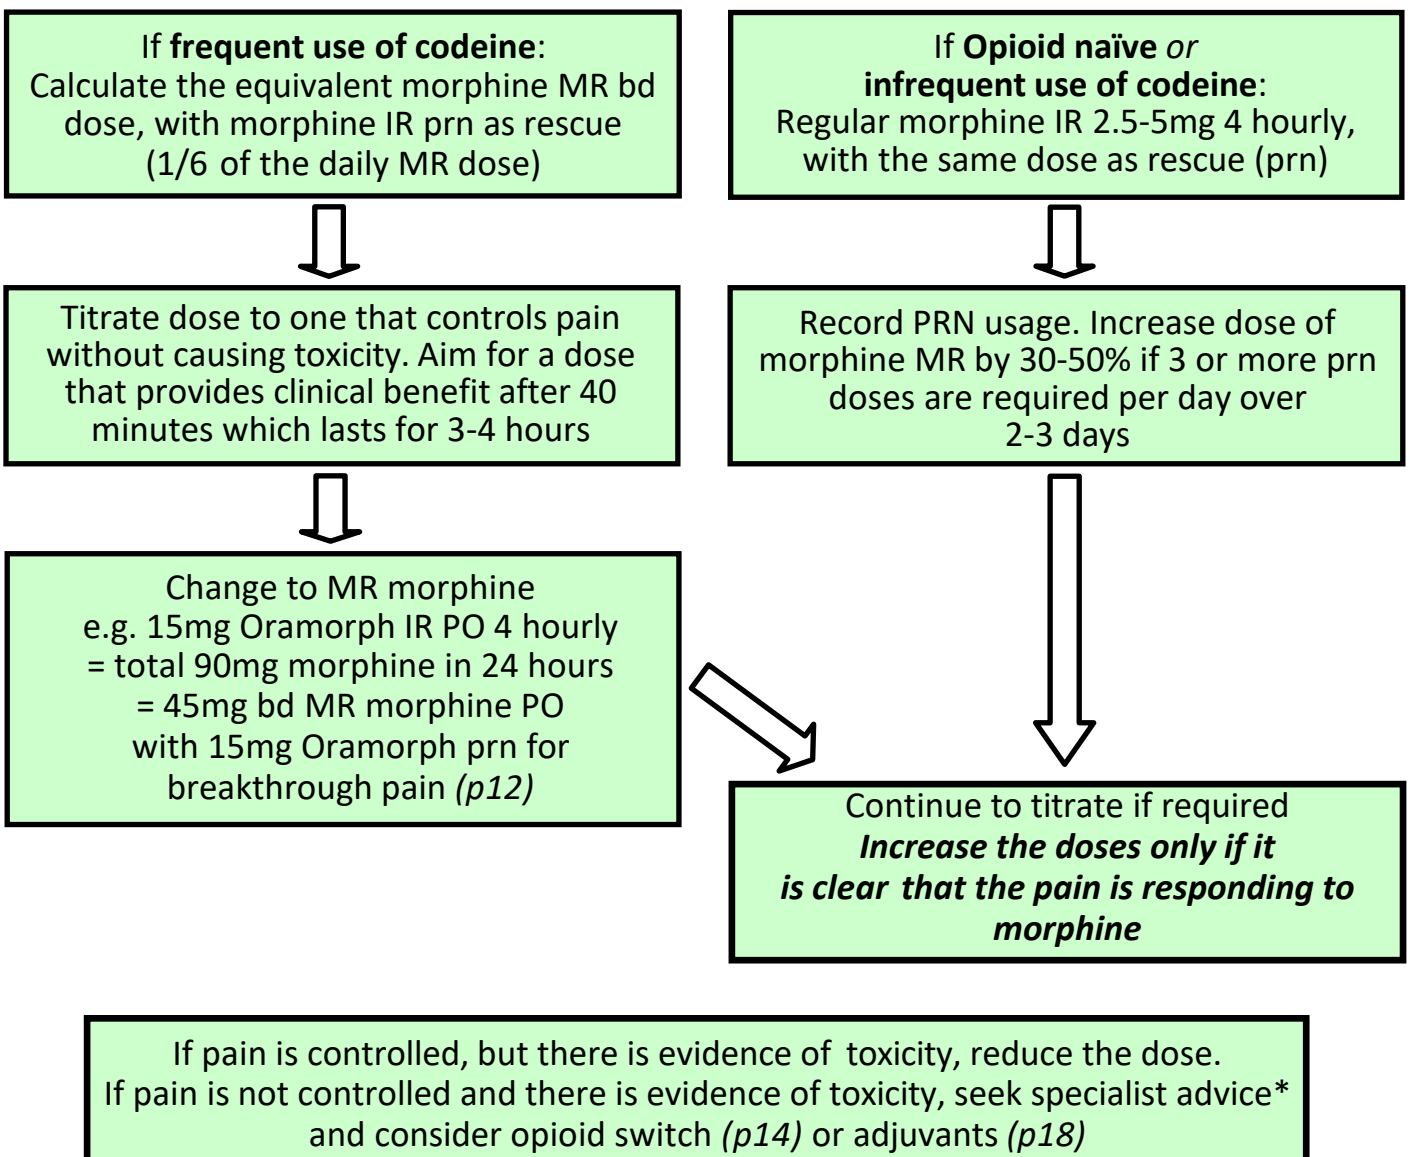 If frequent use of codeine:
Calculate the equivalent morphine MR bd
dose, with morphine IR prn as rescue
(1/6 of the daily MR dose)
Titrate dose to one that controls pain
without causing toxicity. Aim for a dose
that provides clinical benefit after 40
minutes which lasts for 3-4 hours
Change to MR morphine
e.g. 15mg Oramorph IR PO 4 hourly
= total 90mg morphine in 24 hours
= 45mg bd MR morphine PO
with 15mg Oramorph prn for
breakthrough pain (p12)
If Opioid naïve or
infrequent use of codeine:
Regular morphine IR 2.5-5mg 4 hourly,
with the same dose as rescue (prn)
Record PRN usage. Increase dose of
morphine MR by 30-50% if 3 or more prn
doses are required per day over
2-3 days
Continue to titrate if required
Increase the doses only if it
is clear that the pain is responding to
morphine
If pain is controlled, but there is evidence of toxicity, reduce the dose.
If pain is not controlled and there is evidence of toxicity, seek specialist advice*
and consider opioid switch (p14) or adjuvants (p18)